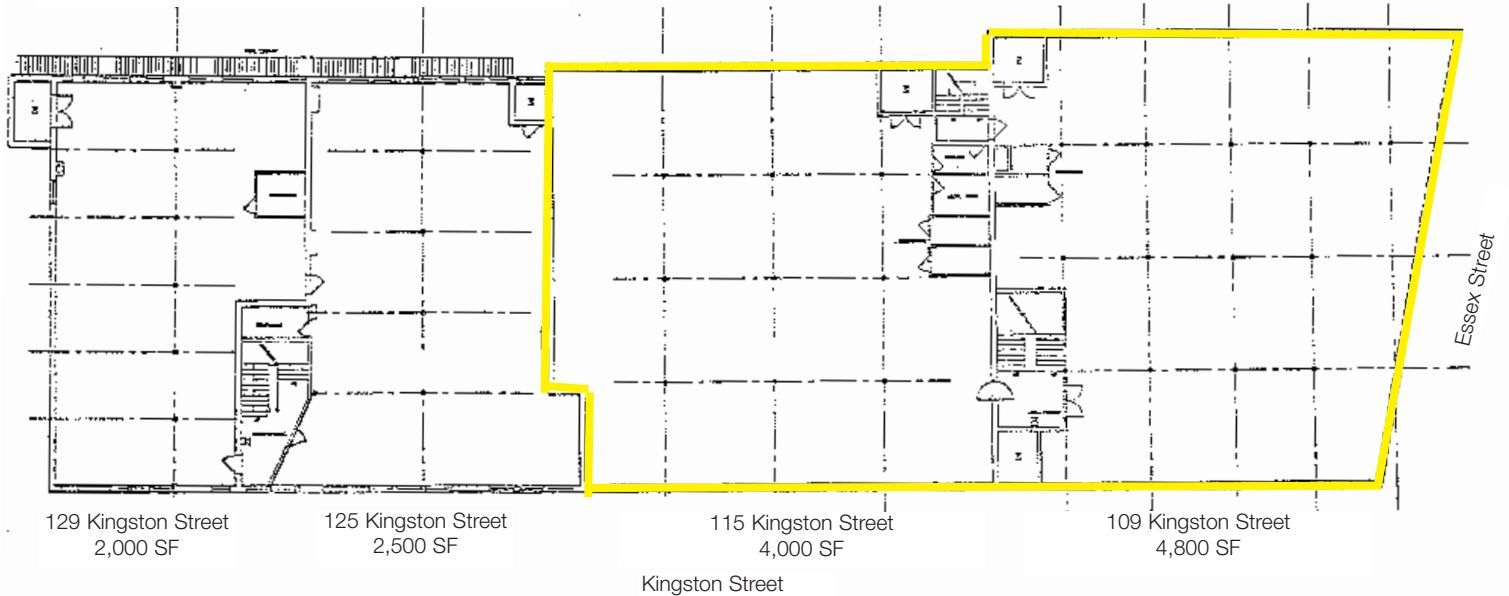 129 Kingston Street
2,000 SF
125 Kingston Street
2,500 SF
115 Kingston Street
4,000 SF
109 Kingston Street
4,800 SF
Kingston Street
Essex Street